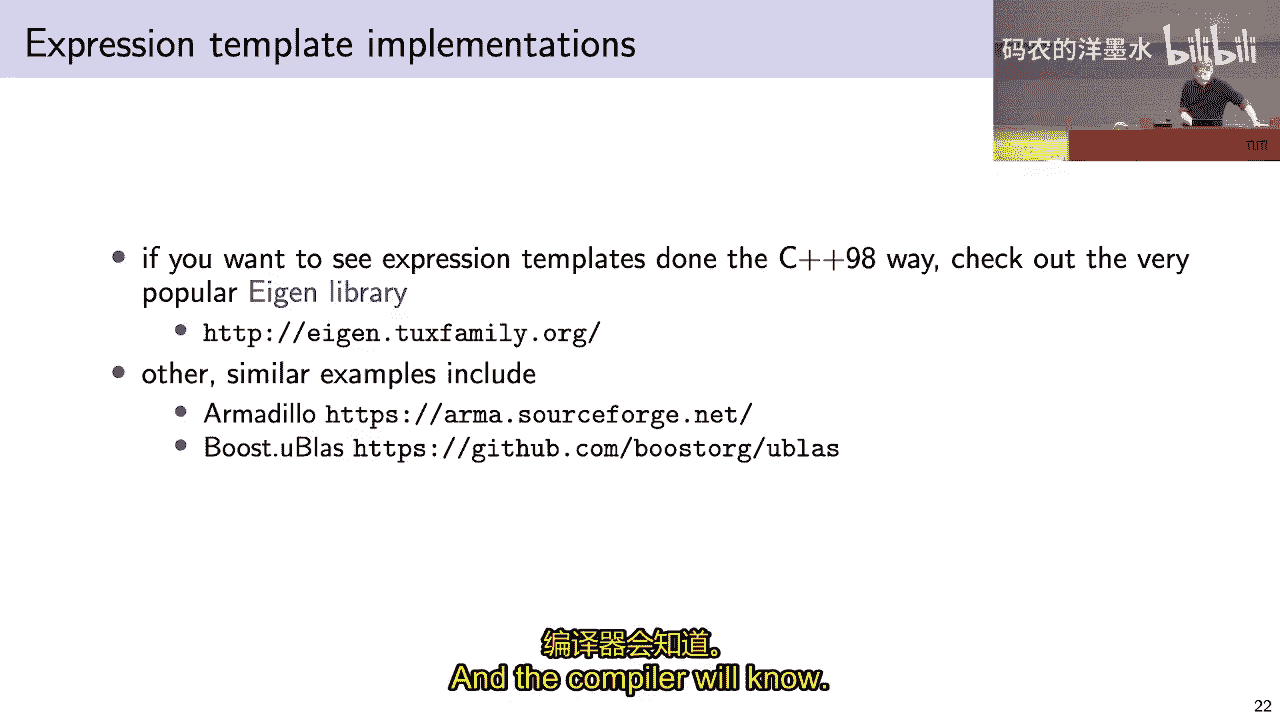 Expression template implementations
码农的洋墨水 bilibili
• if you want to see expression templates done the C++98 way, check out the very
popular Eigen library
• http://eigen.tuxfamily.org/
• other, similar examples include
• Armadillo https://arma.sourceforge.net/
• Boost.uBlas https://github.com/boostorg/ublas
编译器会知道。
And the compiler will know.
22